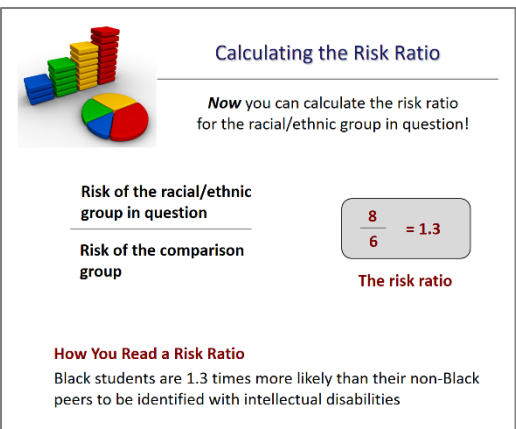 Calculating the Risk Ratio
Now you can calculate the risk ratio
for the racial/ethnic group in question!
Risk of the racial/ethnic
group in question
Risk of the comparison
group
8
6
= 1.3
The risk ratio
How You Read a Risk Ratio
Black students are 1.3 times more likely than their non-Black
peers to be identified with intellectual disabilities